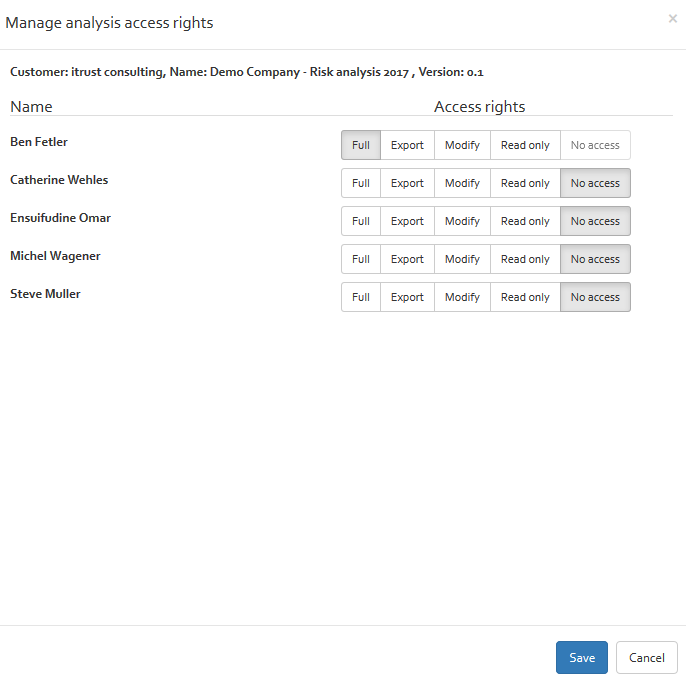 Manage analysis access rights ×
Customer: itrust consulting, Name: Demo Company - Risk analysis 2017 , Version: 0.1
Name Access rights
Ben Fetler Full Export Modify Read only No access
Catherine Wehles Full Export Modify Read only No access
Ensuifudine Omar Full Export Modify Read only No access
Michel Wagener Full Export Modify Read only No access
Steve Muller Full Export Modify Read only No access
Save Cancel